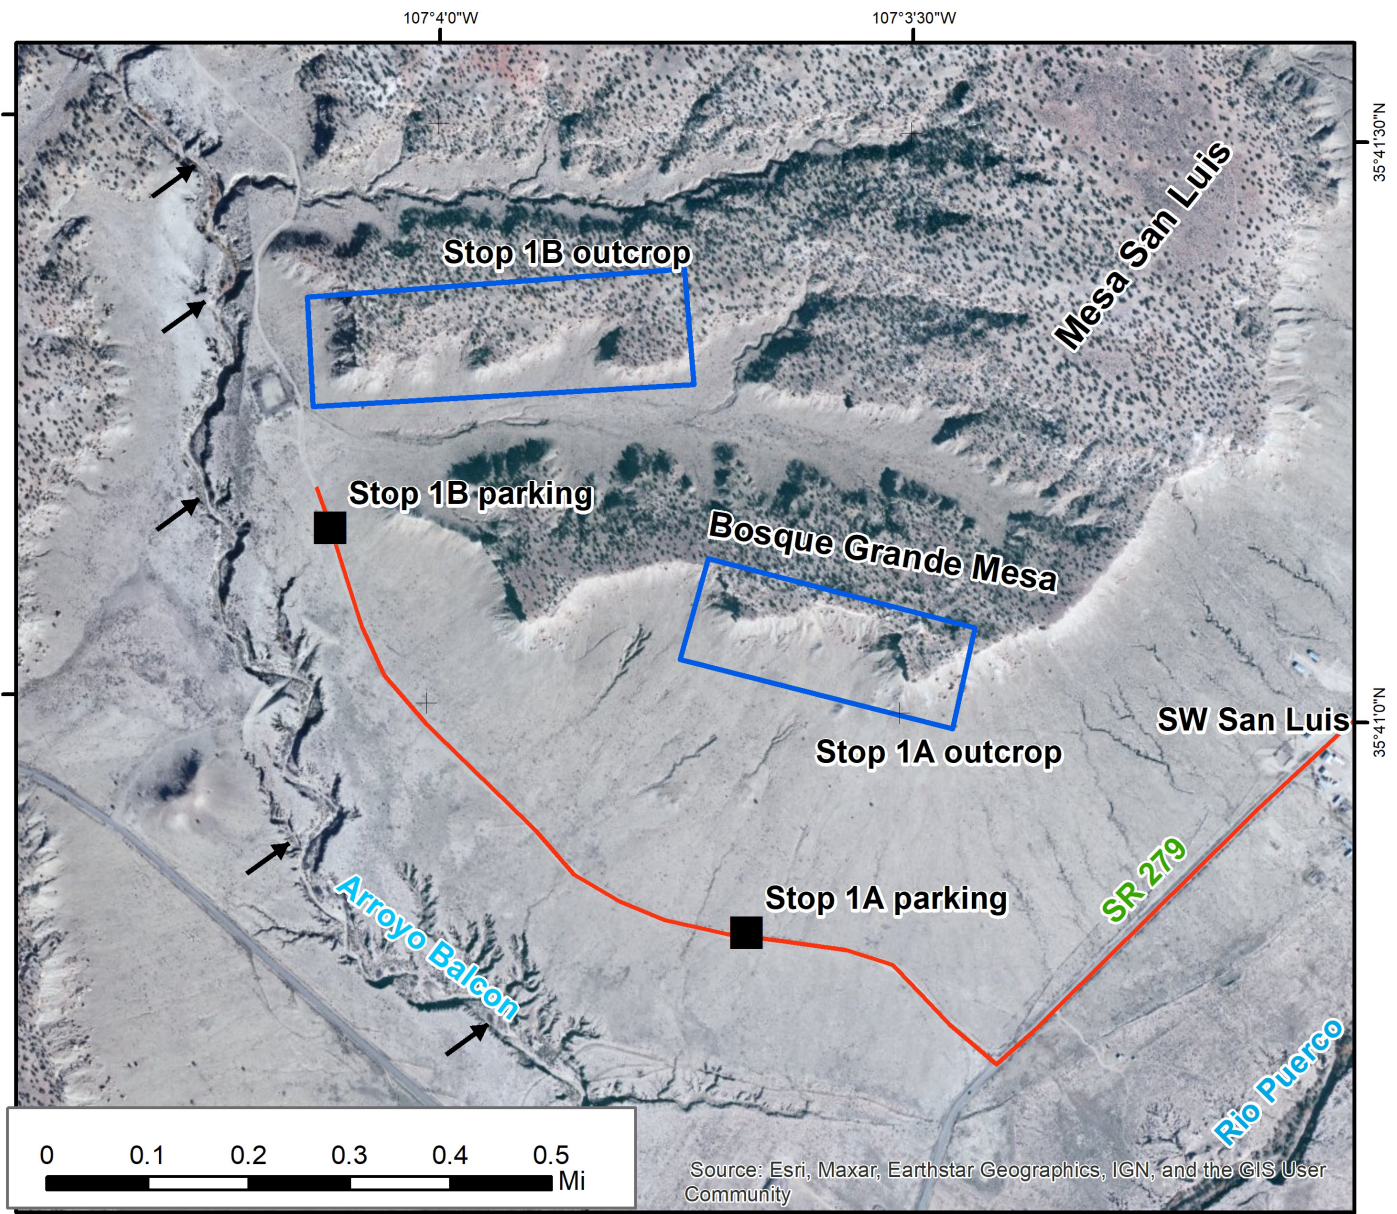 107°4'0"W
107°3'30"W
35°41'30"N
Mesa San Luis
Stop 1B outcrop
Stop 1B parking
Bosque Grande Mesa
35°41'0"N
SW San Luis
Stop 1A outcrop
SR 279
Stop 1A parking
Arroyo Balcon
Rio Puerco
0 0.1 0.2 0.3 0.4 0.5
Mi
Source: Esri, Maxar, Earthstar Geographics, IGN, and the GIS User
Community